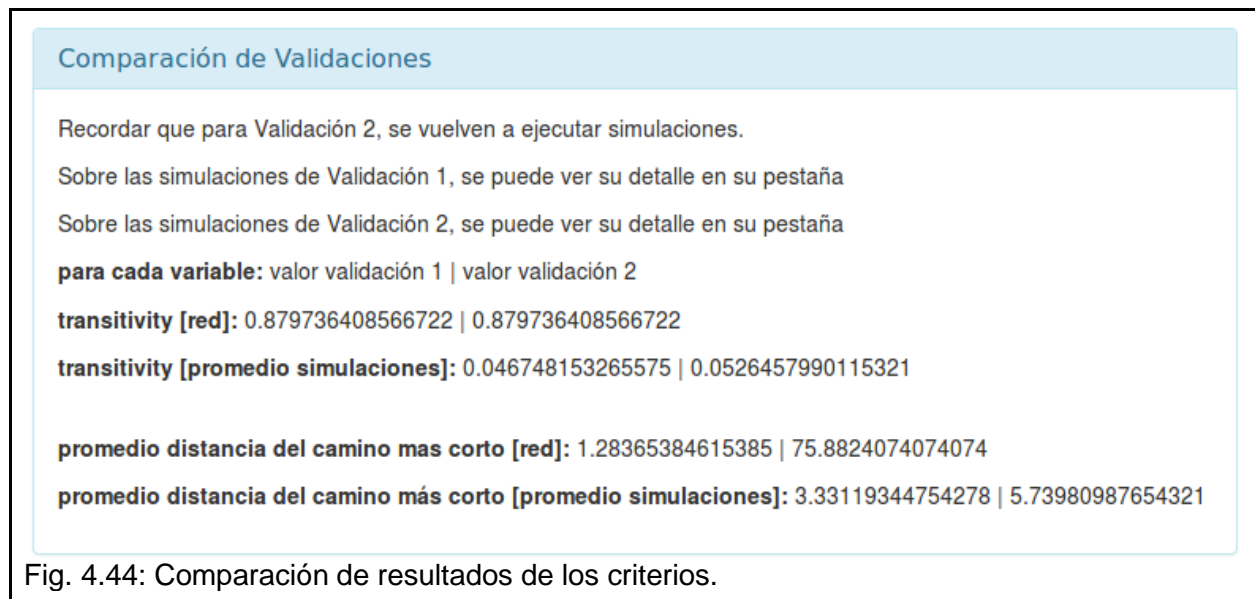 Comparación de Validaciones
Recordar que para Validación 2, se vuelven a ejecutar simulaciones.
Sobre las simulaciones de Validación 1, se puede ver su detalle en su pestaña
Sobre las simulaciones de Validación 2, se puede ver su detalle en su pestaña
para cada variable: valor validación 1 | valor validación 2
transitivity [red]: 0.879736408566722 | 0.879736408566722
transitivity [promedio simulaciones]: 0.046748153265575 | 0.0526457990115321
promedio distancia del camino mas corto [red]: 1.28365384615385 | 75.8824074074074
promedio distancia del camino más corto [promedio simulaciones]: 3.33119344754278 | 5.73980987654321
Fig. 4.44: Comparación de resultados de los criterios.